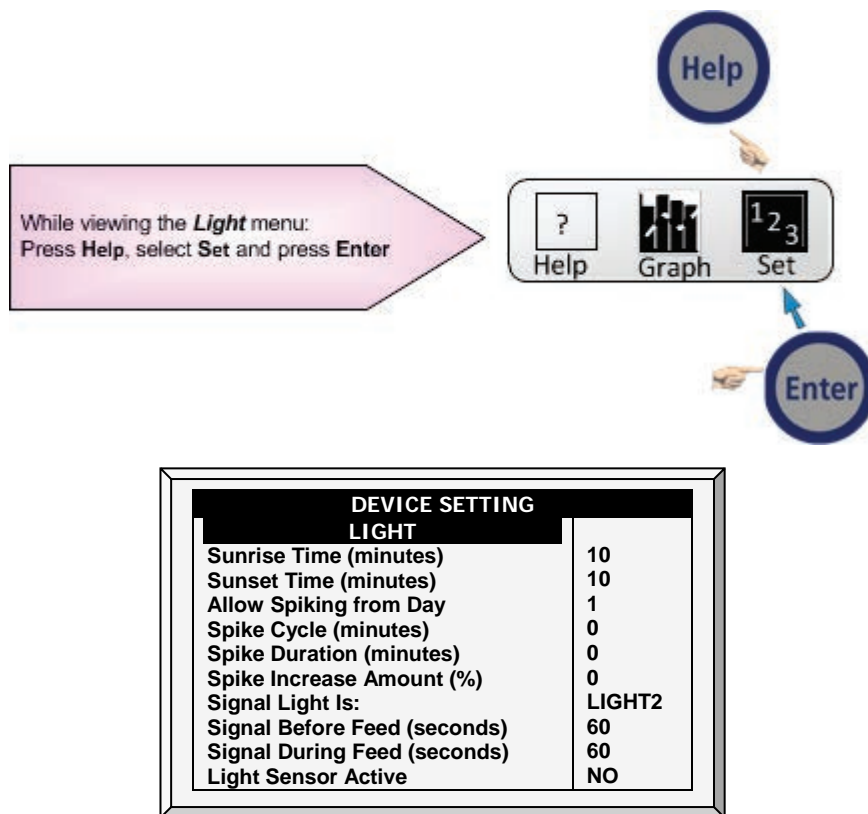 Help
While viewing the Light menu:
Press Help, select Set and press Enter
?
1 2 3
Help Graph Set
Enter
DEVICE SETTING
LIGHT
Sunrise Time (minutes) 10
Sunset Time (minutes) 10
Allow Spiking from Day 1
Spike Cycle (minutes) 0
Spike Duration (minutes) 0
Spike Increase Amount (%) 0
Signal Light Is: LIGHT2
Signal Before Feed (seconds) 60
Signal During Feed (seconds) 60
Light Sensor Active NO